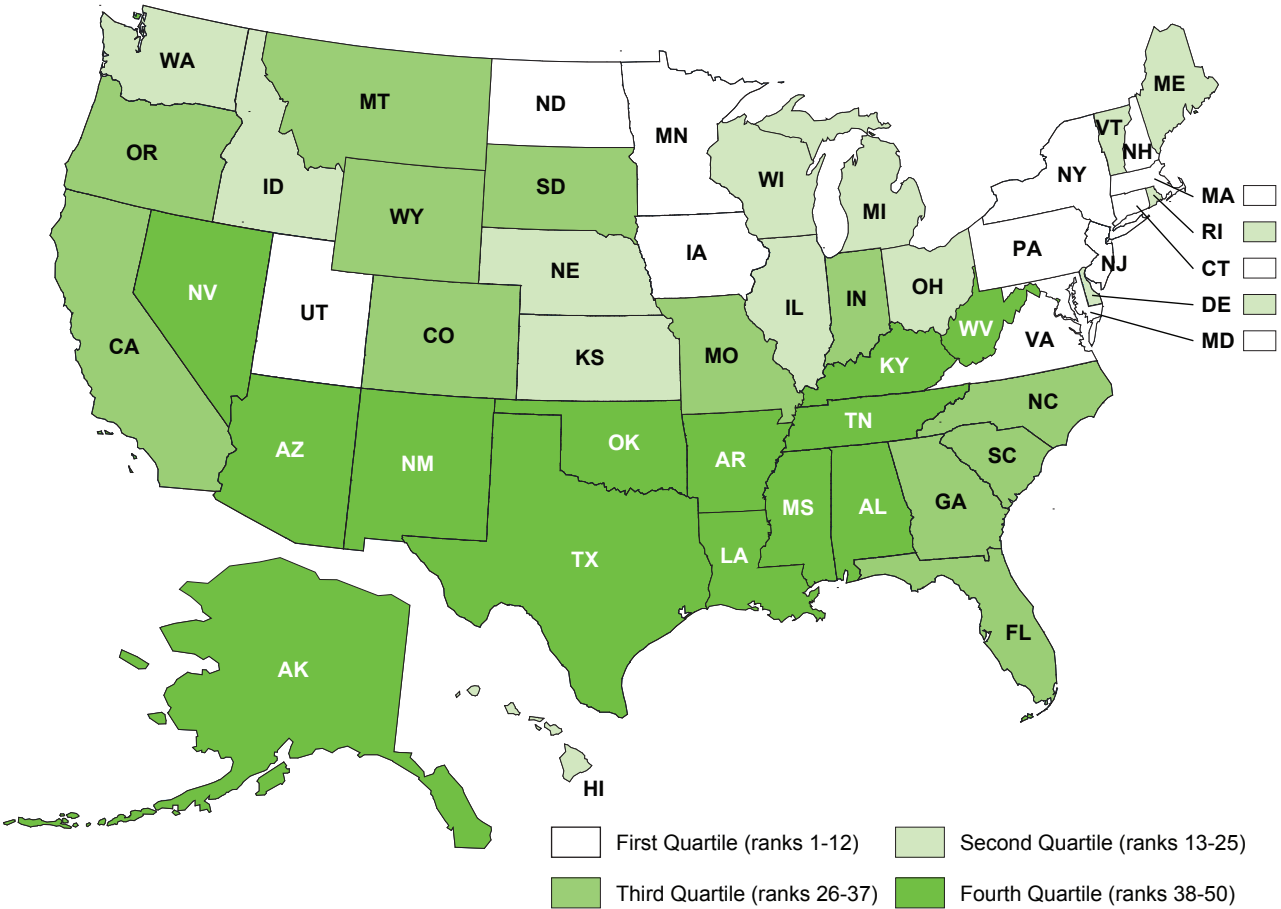 WA
MT
ND
MN
ME
VT
NH
OR
ID
WY
SD
WI
MI
NY
MA
RI
CT
DE
MD
PA
NJ
IA
NE
NV
UT
CA
CO
KS
MO
IL
IN
OH
WV
VA
KY
NC
TN
SC
AZ
NM
OK
AR
MS
AL
GA
TX
LA
FL
AK
HI
First Quartile (ranks 1-12)
Second Quartile (ranks 13-25)
Third Quartile (ranks 26-37)
Fourth Quartile (ranks 38-50)